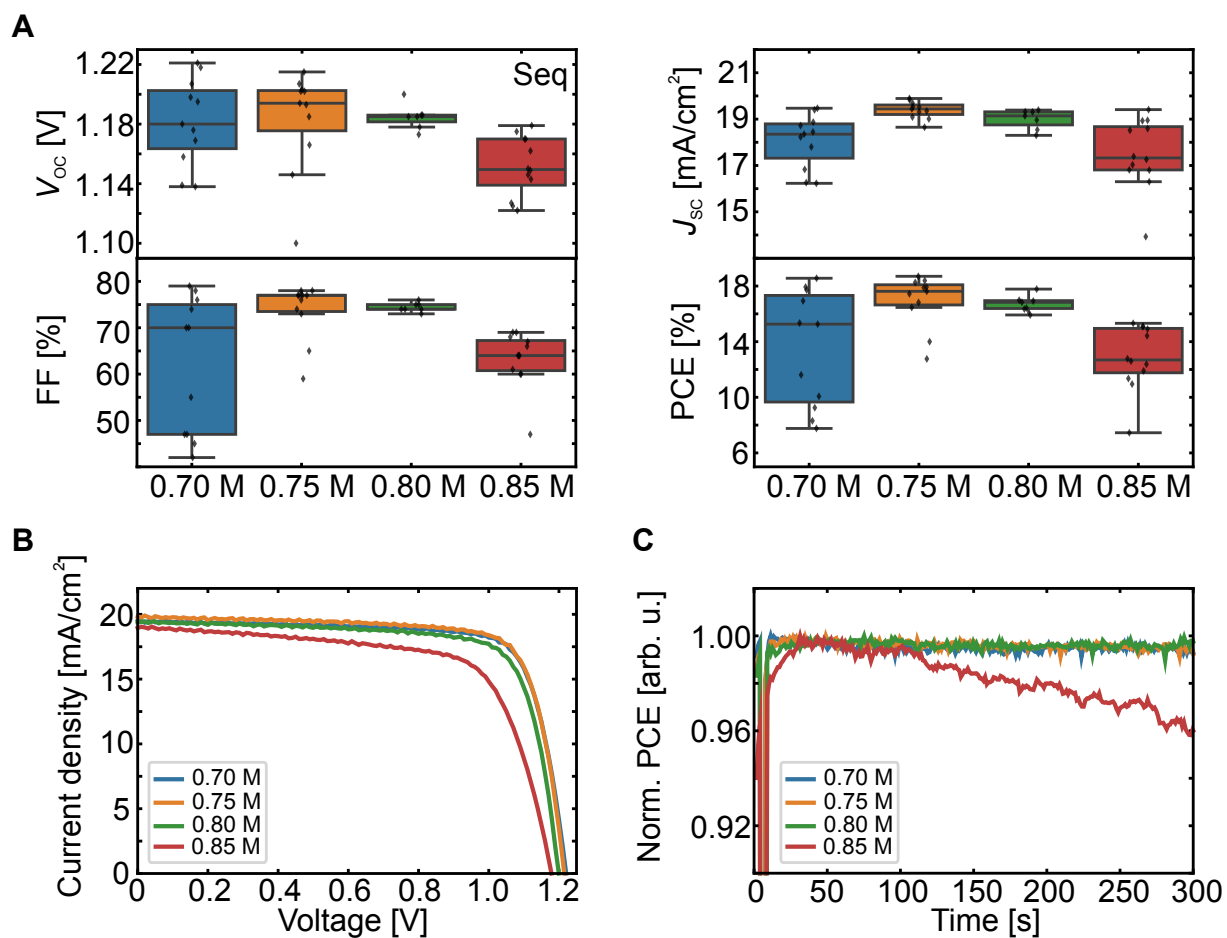 A
Seq
V_OC [V]
1.22
1.18
1.14
1.10
FF [%]
80
70
60
50
0.70 M 0.75 M 0.80 M 0.85 M
J_SC [mA/cm²]
21
19
17
15
PCE [%]
18
14
10
6
0.70 M 0.75 M 0.80 M 0.85 M
B
Current density [mA/cm²]
20
15
10
5
0
0.70 M
0.75 M
0.80 M
0.85 M
0 0.2 0.4 0.6 0.8 1.0 1.2
Voltage [V]
C
Norm. PCE [arb. u.]
1.00
0.96
0.92
0.70 M
0.75 M
0.80 M
0.85 M
0 50 100 150 200 250 300
Time [s]